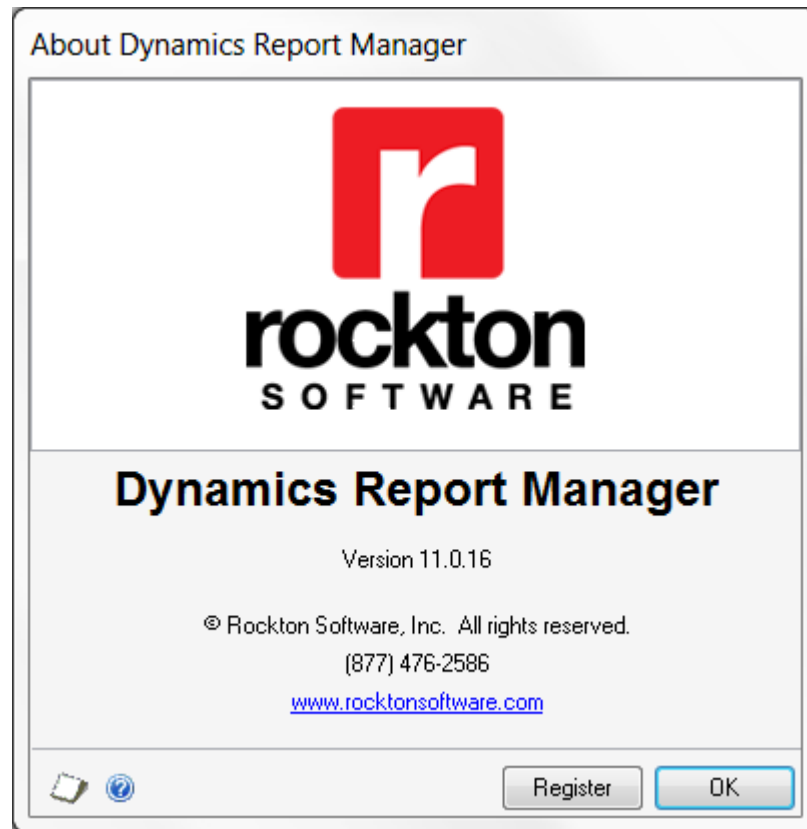 About Dynamics Report Manager
r
rockton
SOFTWARE
Dynamics Report Manager
Version 11.0.16
© Rockton Software, Inc.  All rights reserved.
(877) 476-2586
www.rocktonsoftware.com
Register
OK